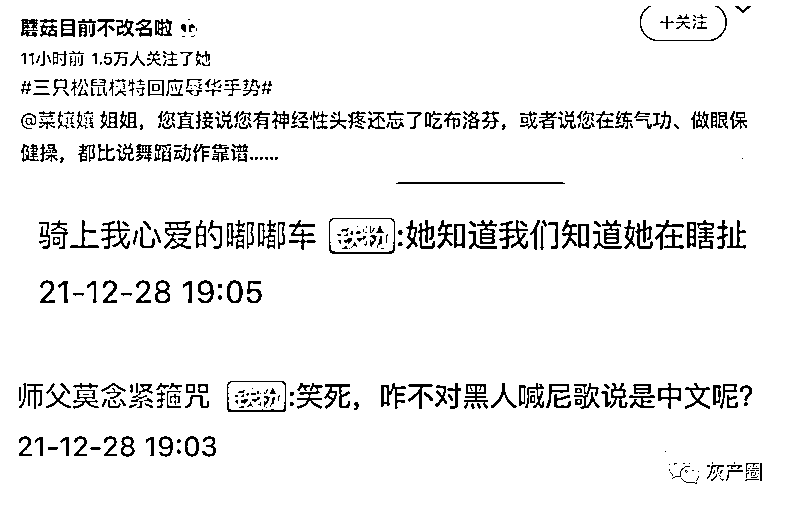 蘑菇目前不改名啦
+关注
11小时前 1.5万人关注了她
#三只松鼠模特回应辱华手势#
@菜孃孃 姐姐，您直接说您有神经性头疼还忘了吃布洛芬，或者说您在练气功、做眼保
健操，都比说舞蹈动作靠谱......
骑上我心爱的嘟嘟车 铁粉:她知道我们知道她在瞎扯
21-12-28 19:05
师父莫念紧箍咒 铁粉:笑死，咋不对黑人喊尼歌说是中文呢？
21-12-28 19:03
灰产圈